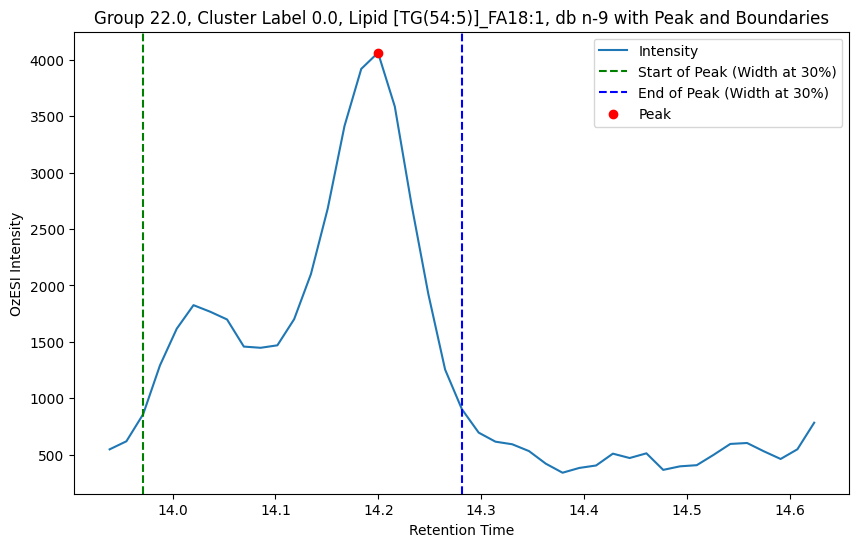 Group 22.0, Cluster Label 0.0, Lipid [TG(54:5)]_FA18:1, db n-9 with Peak and Boundaries
Intensity
Start of Peak (Width at 30%)
End of Peak (Width at 30%)
Peak
OzESI Intensity
4000
3500
3000
2500
2000
1500
1000
500
14.0 14.1 14.2 14.3 14.4 14.5 14.6
Retention Time